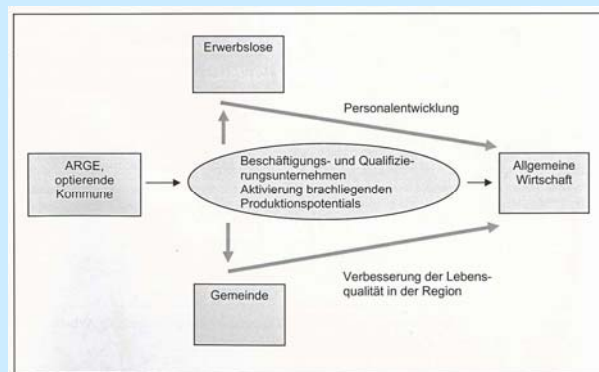 Erwerbslose
Personalentwicklung
ARGE,
optierende
Kommune
Beschäftigungs- und Qualifizie-
rungsunternehmen
Aktivierung brachliegenden
Produktionspotentials
Allgemeine
Wirtschaft
Gemeinde
Verbesserung der Lebens-
qualität in der Region